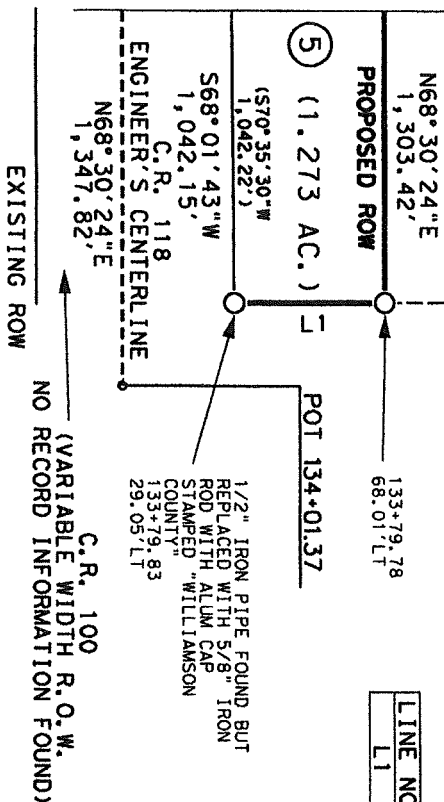 N68°30'24"E
1,303.42'
PROPOSED ROW
5 (1.273 AC.)
L1
(S70°35'30"W
1,042.22')
S68°01'43"W
1,042.15'
C.R. 118
ENGINEER'S CENTERLINE
N68°30'24"E
1,347.82'
EXISTING ROW
133+79.78
68.01'LT
POT 134+01.37
1/2" IRON PIPE FOUND BUT
REPLACED WITH 5/8" IRON
ROD WITH ALUM CAP
STAMPED "WILLIAMSON
COUNTY"
133+79.83
29.05'LT
C.R. 100
(VARIABLE WIDTH R.O.W.
NO RECORD INFORMATION FOUND)
LINE NO
L1